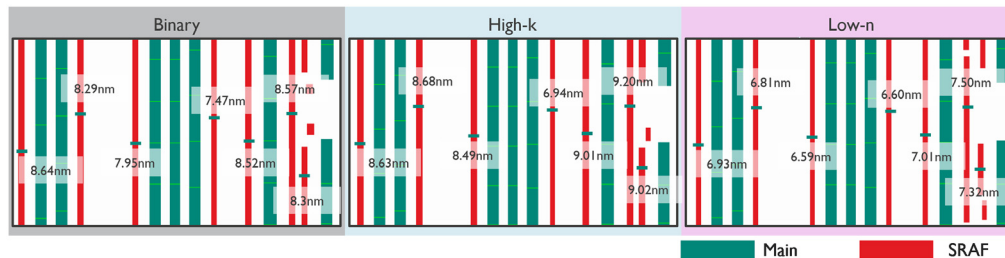 Binary
High-k
Low-n
8.29nm
7.47nm
8.57nm
8.64nm
7.95nm
8.52nm
8.3nm
8.68nm
6.94nm
9.20nm
8.63nm
8.49nm
9.01nm
9.02nm
6.81nm
6.60nm
7.50nm
6.93nm
6.59nm
7.01nm
7.32nm
Main
SRAF